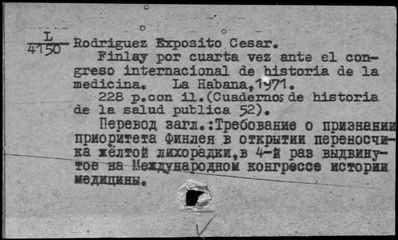 L
4150
Rodriguez Exposito Cesar.
Finlay por cuarta vez ante el con-
greso internacional de historia de la
medicina. La Habana, 1971.
228 p.con il.(Cuadernos de historia
de la salud publica 52).
Перевод загл.:Требование о признании
приоритета Финлея в открытии переносчи-
ка жёлтой лихорадки,в 4-й раз выдвину-
тое на Международном конгрессе истории
медицины.